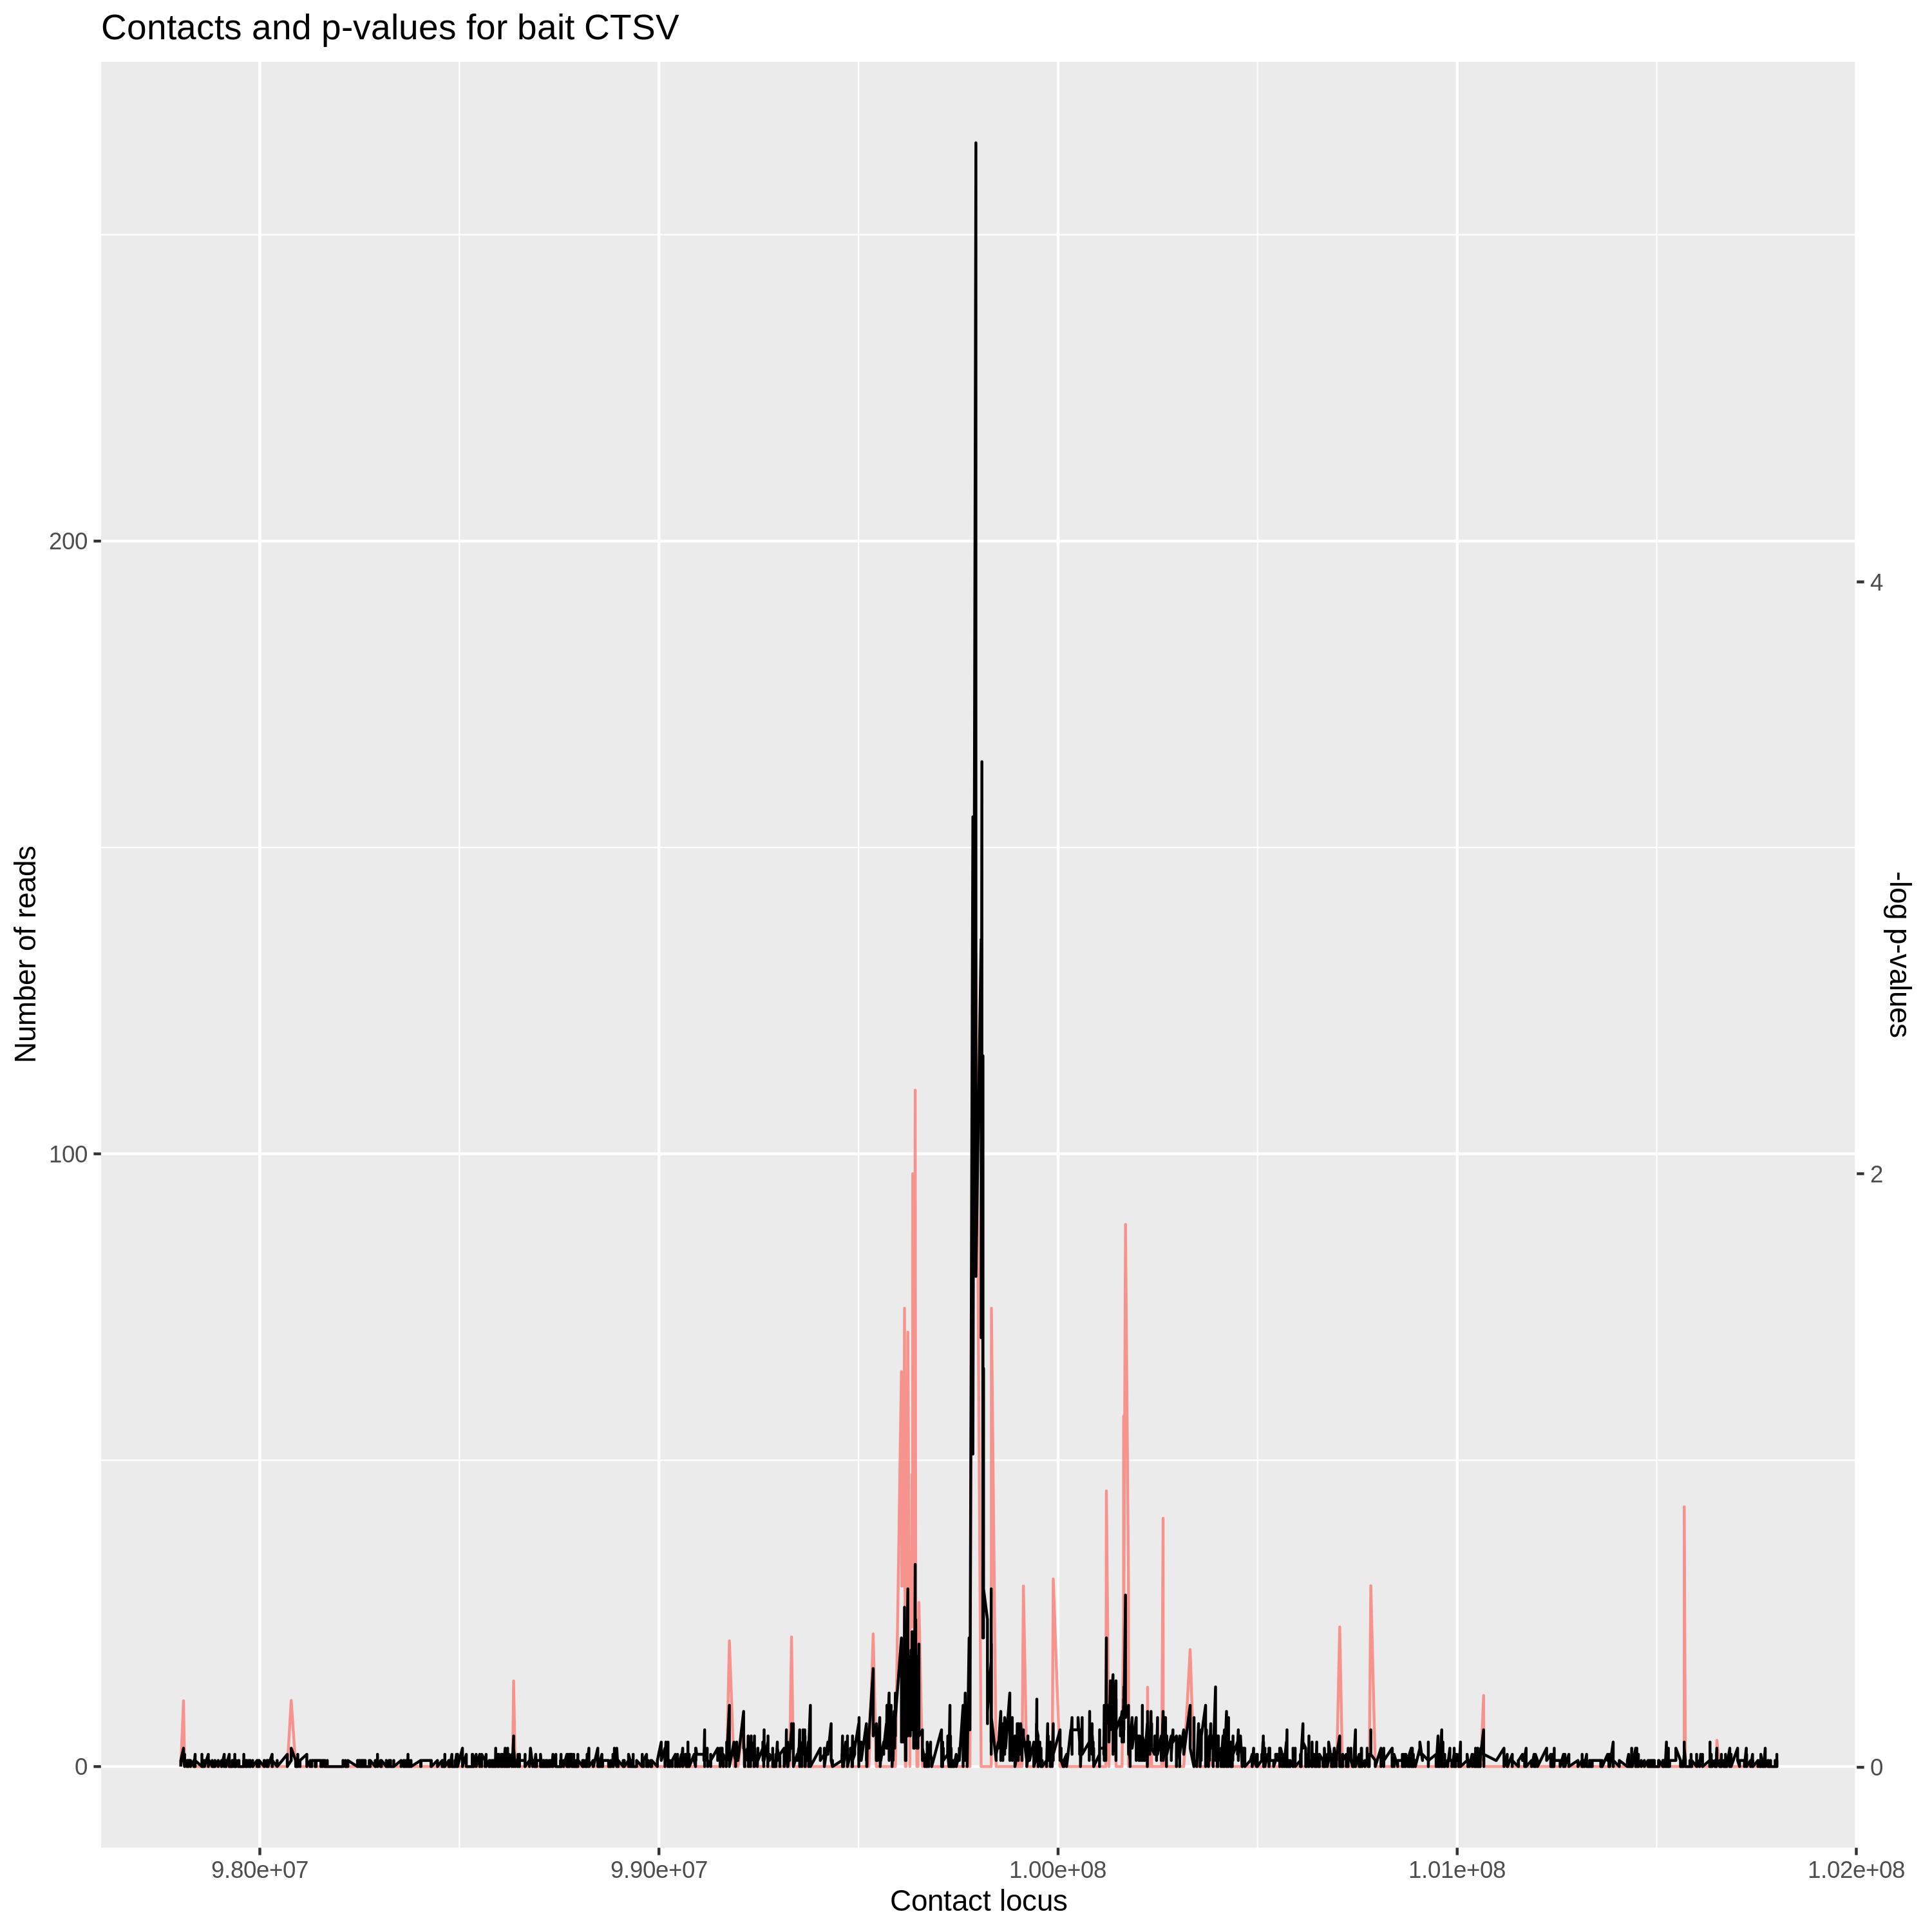 Contacts and p-values for bait CTSV
Number of reads
200
100
0
4
2
0
-log p-values
9.80e+07
9.90e+07
1.00e+08
1.01e+08
1.02e+08
Contact locus